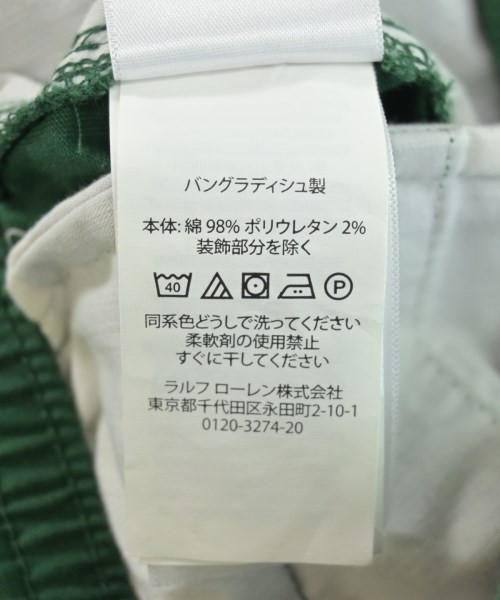 バングラディシュ製
本体: 綿 98% ポリウレタン 2%
装飾部分を除く
40 P
同系色どうしで洗ってください
柔軟剤の使用禁止
すぐに干してください
ラルフ ローレン株式会社
東京都千代田区永田町2-10-1
0120-3274-20